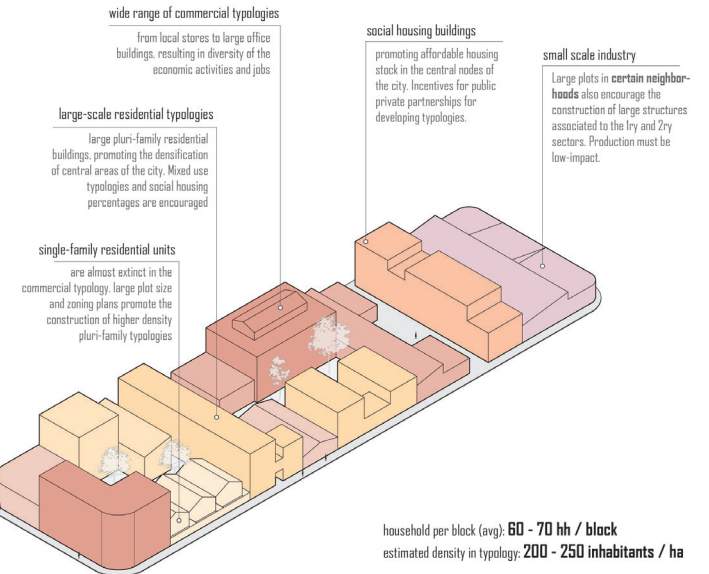 wide range of commercial typologies
from local stores to large office
buildings, resulting in diversity of the
economic activities and jobs
social housing buildings
promoting affordable housing
stock in the central nodes of
the city. Incentives for public
private partnerships for
developing typologies.
small scale industry
Large plots in certain neighbor-
hoods also encourage the
construction of large structures
associated to the 1ry and 2ry
sectors. Production must be
low-impact.
large-scale residential typologies
large pluri-family residential
buildings, promoting the densification
of central areas of the city. Mixed use
typologies and social housing
percentages are encouraged
single-family residential units
are almost extinct in the
commercial typology. large plot size
and zoning plans promote the
construction of higher density
pluri-family typologies
household per block (avg): 60 - 70 hh / block
estimated density in typology: 200 - 250 inhabitants / ha